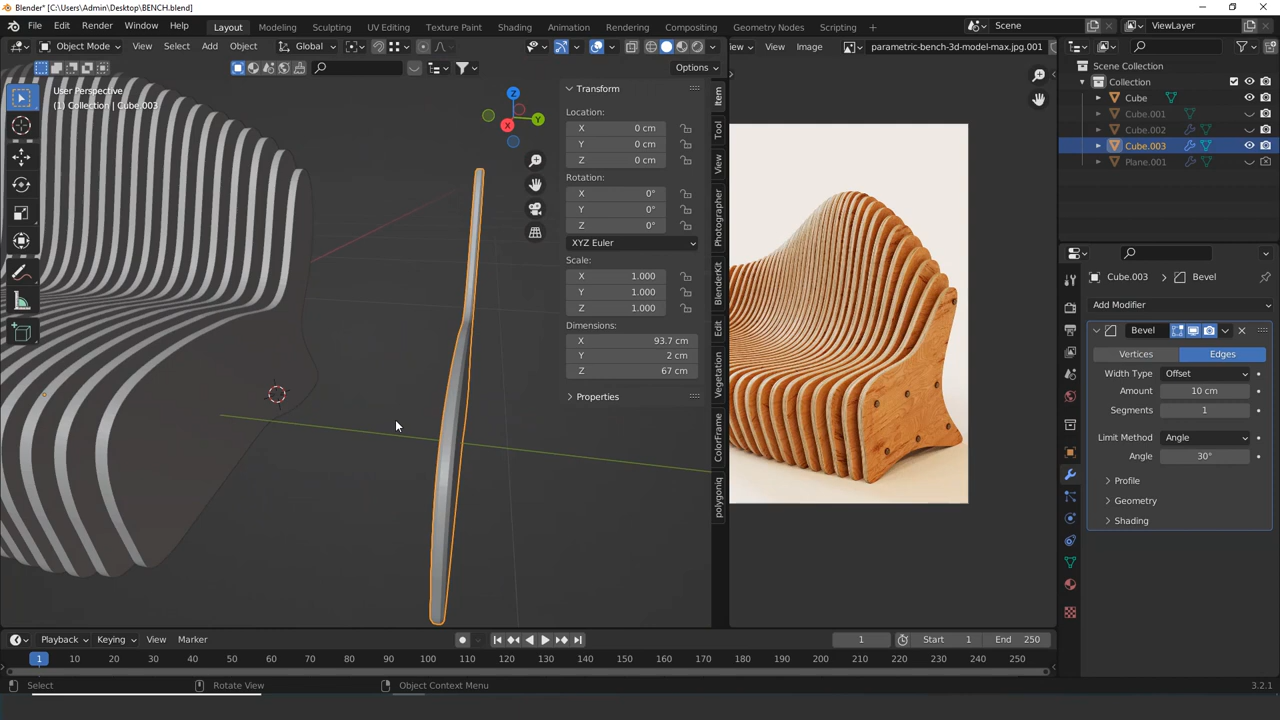 Blender* [C:\Users\Admin\Desktop\BENCH.blend]
File Edit Render Window Help Layout Modeling Sculpting UV Editing Texture Paint Shading Animation Rendering Compositing Geometry Nodes Scripting + Scene ViewLayer
Object Mode View Select Add Object Global View Image parametric-bench-3d-model-max.jpg.001
Options
User Perspective
(1) Collection | Cube.003
Z
Y
X
Transform
Location:
X 0 cm
Y 0 cm
Z 0 cm
Rotation:
X 0°
Y 0°
Z 0°
XYZ Euler
Scale:
X 1.000
Y 1.000
Z 1.000
Dimensions:
X 93.7 cm
Y 2 cm
Z 67 cm
Properties
Item
Tool
View
Photographer
BlenderKit
Edit
Vegetation
ColorFrame
polygoniq
Scene Collection
Collection
Cube
Cube.001
Cube.002
Cube.003
Plane.001
Cube.003 Bevel
Add Modifier
Bevel
Vertices Edges
Width Type Offset
Amount 10 cm
Segments 1
Limit Method Angle
Angle 30°
Profile
Geometry
Shading
Playback Keying View Marker 1 Start 1 End 250
1 10 20 30 40 50 60 70 80 90 100 110 120 130 140 150 160 170 180 190 200 210 220 230 240 250
Select Rotate View Object Context Menu 3.2.1